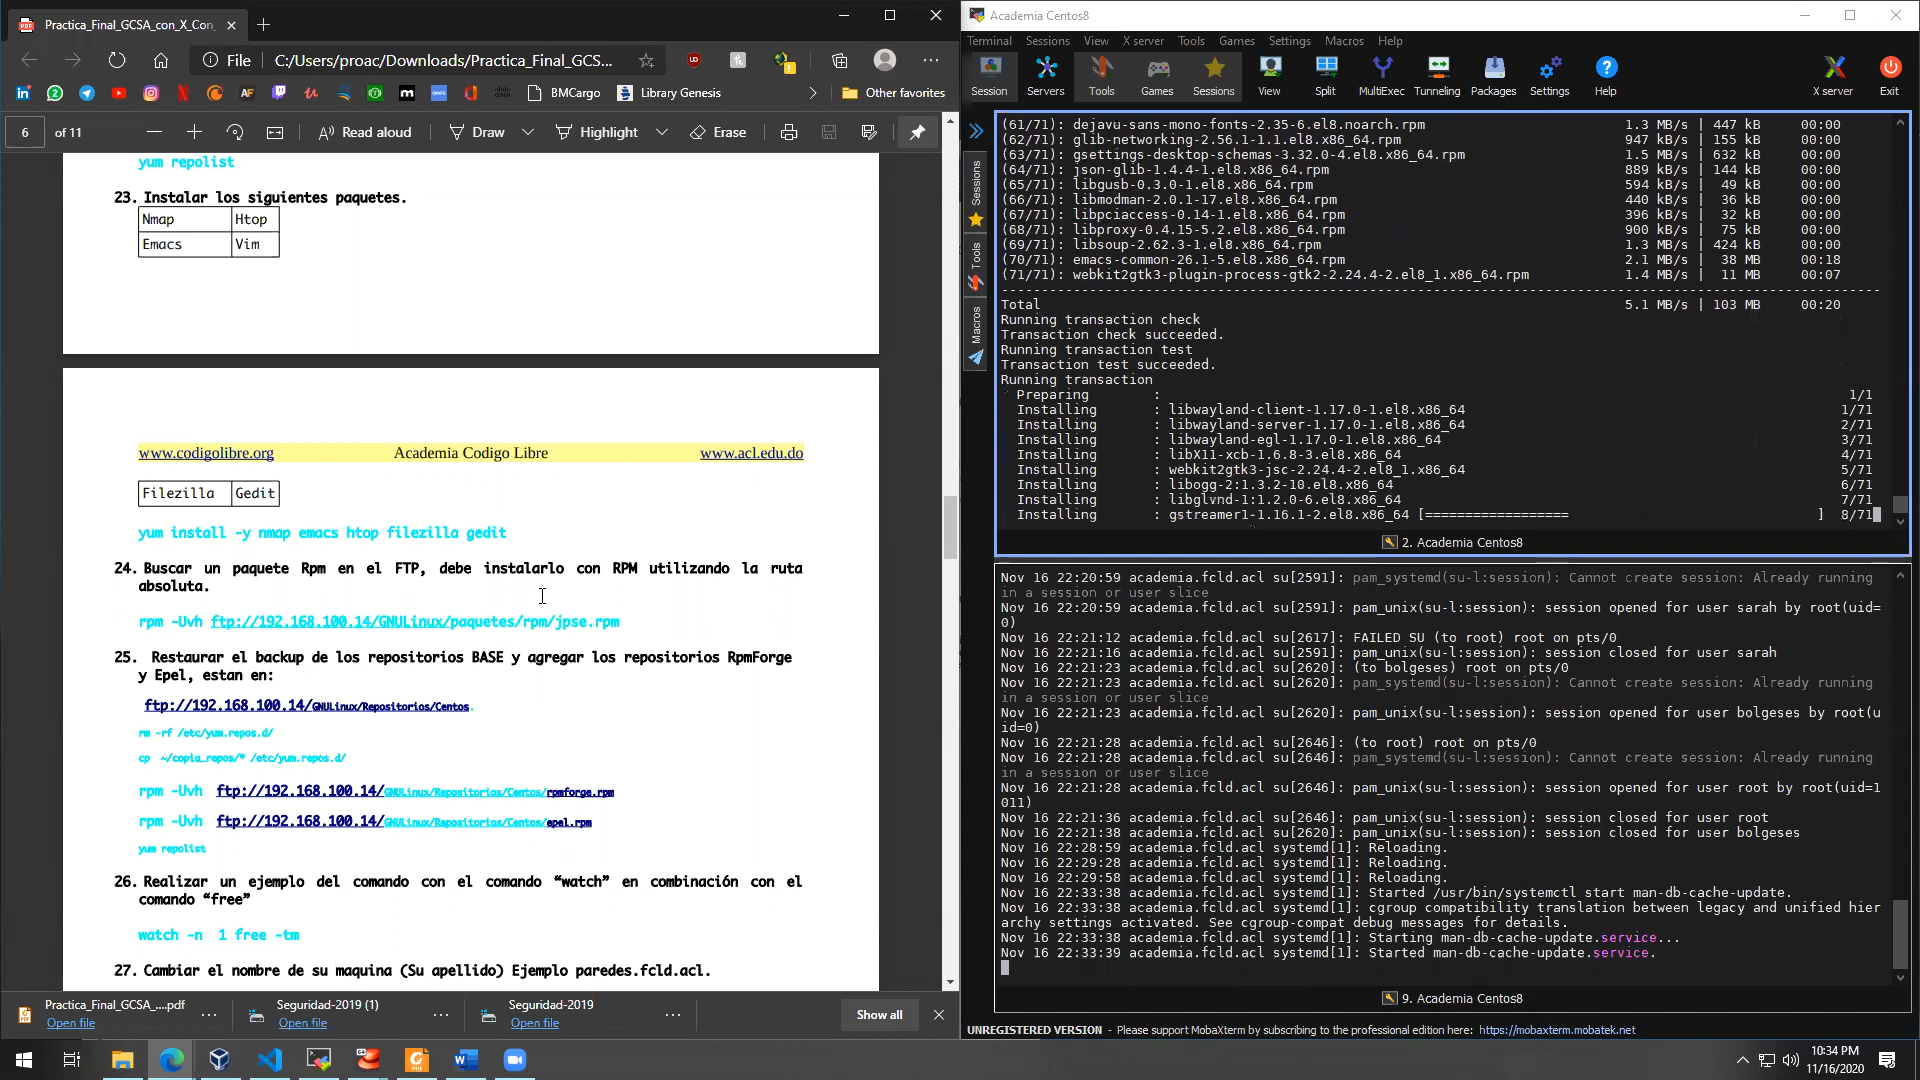 Practica_Final_GCSA_con_X_Con_
File
C:/Users/proac/Downloads/Practica_Final_GCS...
BMCargo
Library Genesis
Other favorites
6 of 11
Read aloud
Draw
Highlight
Erase
yum repolist
23. Instalar los siguientes paquetes.
Nmap Htop
Emacs Vim
www.codigolibre.org Academia Codigo Libre www.acl.edu.do
Filezilla Gedit
yum install -y nmap emacs htop filezilla gedit
24. Buscar un paquete Rpm en el FTP, debe instalarlo con RPM utilizando la ruta
absoluta.
rpm -Uvh ftp://192.168.100.14/GNULinux/paquetes/rpm/jpse.rpm
25. Restaurar el backup de los repositorios BASE y agregar los repositorios RpmForge
y Epel, estan en:
ftp://192.168.100.14/GNULinux/Repositorios/Centos.
rm -rf /etc/yum.repos.d/
cp ~/copia_repos/* /etc/yum.repos.d/
rpm -Uvh ftp://192.168.100.14/GNULinux/Repositorios/Centos/rpmforge.rpm
rpm -Uvh ftp://192.168.100.14/GNULinux/Repositorios/Centos/epel.rpm
yum repolist
26. Realizar un ejemplo del comando con el comando “watch” en combinación con el
comando “free”
watch -n 1 free -tm
27. Cambiar el nombre de su maquina (Su apellido) Ejemplo paredes.fcld.acl.
Practica_Final_GCSA_....pdf
Open file
Seguridad-2019 (1)
Open file
Seguridad-2019
Open file
Show all
Academia Centos8
Terminal Sessions View X server Tools Games Settings Macros Help
Session Servers Tools Games Sessions View Split MultiExec Tunneling Packages Settings Help X server Exit
Sessions
Tools
Macros
(61/71): dejavu-sans-mono-fonts-2.35-6.el8.noarch.rpm 1.3 MB/s | 447 kB 00:00
(62/71): glib-networking-2.56.1-1.1.el8.x86_64.rpm 947 kB/s | 155 kB 00:00
(63/71): gsettings-desktop-schemas-3.32.0-4.el8.x86_64.rpm 1.5 MB/s | 632 kB 00:00
(64/71): json-glib-1.4.4-1.el8.x86_64.rpm 889 kB/s | 144 kB 00:00
(65/71): libgusb-0.3.0-1.el8.x86_64.rpm 594 kB/s | 49 kB 00:00
(66/71): libmodman-2.0.1-17.el8.x86_64.rpm 440 kB/s | 36 kB 00:00
(67/71): libpciaccess-0.14-1.el8.x86_64.rpm 396 kB/s | 32 kB 00:00
(68/71): libproxy-0.4.15-5.2.el8.x86_64.rpm 900 kB/s | 75 kB 00:00
(69/71): libsoup-2.62.3-1.el8.x86_64.rpm 1.3 MB/s | 424 kB 00:00
(70/71): emacs-common-26.1-5.el8.x86_64.rpm 2.1 MB/s | 38 MB 00:18
(71/71): webkit2gtk3-plugin-process-gtk2-2.24.4-2.el8_1.x86_64.rpm 1.4 MB/s | 11 MB 00:07
--------------------------------------------------------------------------------
Total 5.1 MB/s | 103 MB 00:20
Running transaction check
Transaction check succeeded.
Running transaction test
Transaction test succeeded.
Running transaction
Preparing : 1/1
Installing : libwayland-client-1.17.0-1.el8.x86_64 1/71
Installing : libwayland-server-1.17.0-1.el8.x86_64 2/71
Installing : libwayland-egl-1.17.0-1.el8.x86_64 3/71
Installing : libX11-xcb-1.6.8-3.el8.x86_64 4/71
Installing : webkit2gtk3-jsc-2.24.4-2.el8_1.x86_64 5/71
Installing : libogg-2:1.3.2-10.el8.x86_64 6/71
Installing : libglvnd-1:1.2.0-6.el8.x86_64 7/71
Installing : gstreamer1-1.16.1-2.el8.x86_64 [================== ] 8/71
2. Academia Centos8
Nov 16 22:20:59 academia.fcld.acl su[2591]: pam_systemd(su-l:session): Cannot create session: Already running
in a session or user slice
Nov 16 22:20:59 academia.fcld.acl su[2591]: pam_unix(su-l:session): session opened for user sarah by root(uid=
0)
Nov 16 22:21:12 academia.fcld.acl su[2617]: FAILED SU (to root) root on pts/0
Nov 16 22:21:16 academia.fcld.acl su[2591]: pam_unix(su-l:session): session closed for user sarah
Nov 16 22:21:23 academia.fcld.acl su[2620]: (to bolgeses) root on pts/0
Nov 16 22:21:23 academia.fcld.acl su[2620]: pam_systemd(su-l:session): Cannot create session: Already running
in a session or user slice
Nov 16 22:21:23 academia.fcld.acl su[2620]: pam_unix(su-l:session): session opened for user bolgeses by root(u
id=0)
Nov 16 22:21:28 academia.fcld.acl su[2646]: (to root) root on pts/0
Nov 16 22:21:28 academia.fcld.acl su[2646]: pam_systemd(su-l:session): Cannot create session: Already running
in a session or user slice
Nov 16 22:21:28 academia.fcld.acl su[2646]: pam_unix(su-l:session): session opened for user root by root(uid=1
011)
Nov 16 22:21:36 academia.fcld.acl su[2646]: pam_unix(su-l:session): session closed for user root
Nov 16 22:21:38 academia.fcld.acl su[2620]: pam_unix(su-l:session): session closed for user bolgeses
Nov 16 22:28:59 academia.fcld.acl systemd[1]: Reloading.
Nov 16 22:29:28 academia.fcld.acl systemd[1]: Reloading.
Nov 16 22:29:58 academia.fcld.acl systemd[1]: Reloading.
Nov 16 22:33:38 academia.fcld.acl systemd[1]: Started /usr/bin/systemctl start man-db-cache-update.
Nov 16 22:33:38 academia.fcld.acl systemd[1]: cgroup compatibility translation between legacy and unified hier
archy settings activated. See cgroup-compat debug messages for details.
Nov 16 22:33:38 academia.fcld.acl systemd[1]: Starting man-db-cache-update.service...
Nov 16 22:33:39 academia.fcld.acl systemd[1]: Started man-db-cache-update.service.
9. Academia Centos8
UNREGISTERED VERSION - Please support MobaXterm by subscribing to the professional edition here: https://mobaxterm.mobatek.net
10:34 PM
11/16/2020